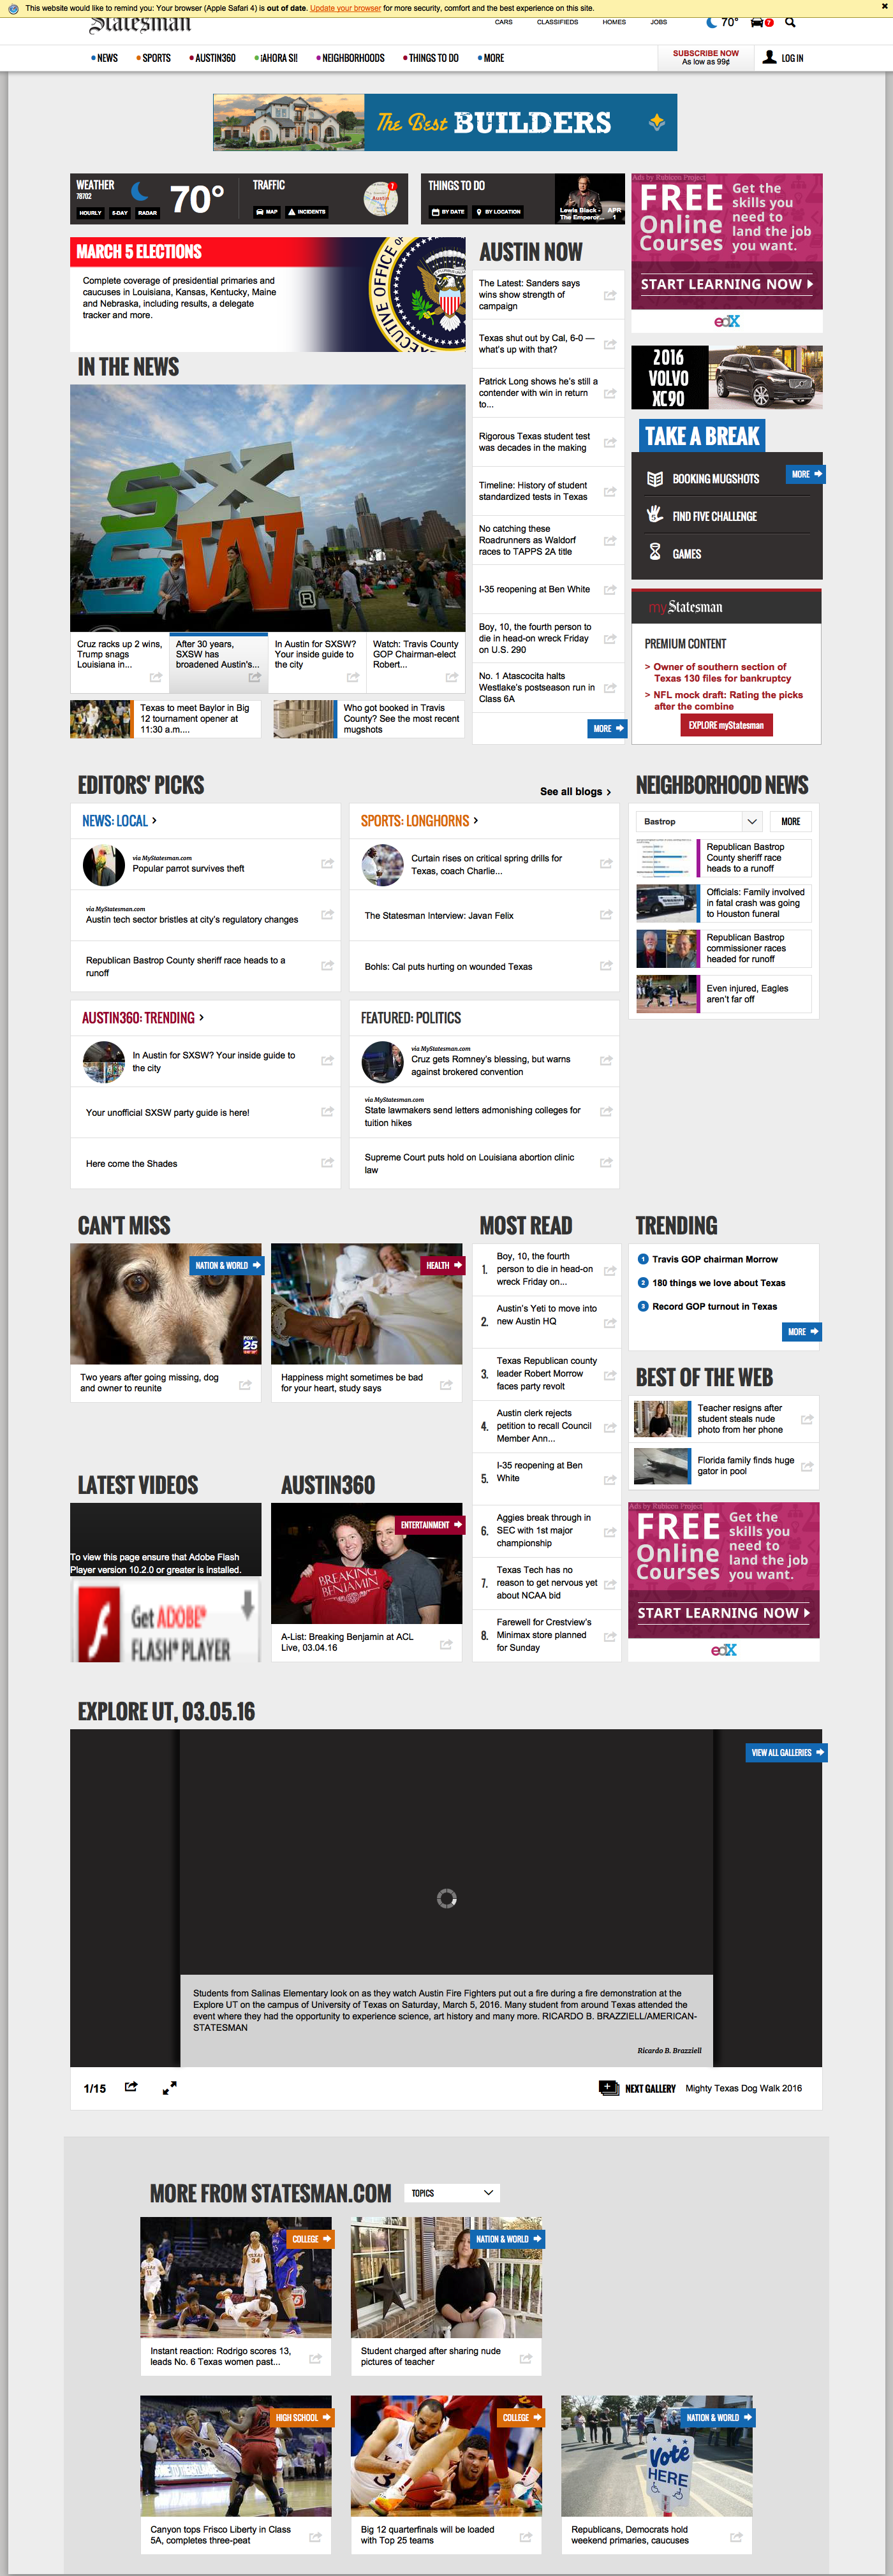 This website would like to remind you: Your browser (Apple Safari 4) is out of date. Update your browser for more security, comfort and the best experience on this site.
Statesman
CARS CLASSIFIEDS HOMES JOBS 70° 7
NEWS SPORTS AUSTIN360 ¡AHORA SÍ! NEIGHBORHOODS THINGS TO DO MORE
SUBSCRIBE NOW
As low as 99¢
LOG IN
The Best BUILDERS
WEATHER
78702
HOURLY 5-DAY RADAR
70°
TRAFFIC
MAP INCIDENTS
Austin
THINGS TO DO
BY DATE BY LOCATION
Lewis Black -
The Emperor...
APR
1
Ads by Rubicon Project
FREE
Online
Courses
Get the
skills you
need to
land the job
you want.
START LEARNING NOW
edX
MARCH 5 ELECTIONS
Complete coverage of presidential primaries and
caucuses in Louisiana, Kansas, Kentucky, Maine
and Nebraska, including results, a delegate
tracker and more.
EXECUTIVE OFFICE OF
IN THE NEWS
SXSW
Cruz racks up 2 wins,
Trump snags
Louisiana in...
After 30 years,
SXSW has
broadened Austin's...
In Austin for SXSW?
Your inside guide to
the city
Watch: Travis County
GOP Chairman-elect
Robert...
Texas to meet Baylor in Big
12 tournament opener at
11:30 a.m....
Who got booked in Travis
County? See the most recent
mugshots
AUSTIN NOW
The Latest: Sanders says
wins show strength of
campaign
Texas shut out by Cal, 6-0 —
what's up with that?
Patrick Long shows he's still a
contender with win in return
to...
Rigorous Texas student test
was decades in the making
Timeline: History of student
standardized tests in Texas
No catching these
Roadrunners as Waldorf
races to TAPPS 2A title
I-35 reopening at Ben White
Boy, 10, the fourth person to
die in head-on wreck Friday
on U.S. 290
No. 1 Atascocita halts
Westlake's postseason run in
Class 6A
MORE
2016
VOLVO
XC90
TAKE A BREAK
MORE
BOOKING MUGSHOTS
FIND FIVE CHALLENGE
GAMES
myStatesman
PREMIUM CONTENT
> Owner of southern section of
Texas 130 files for bankruptcy
> NFL mock draft: Rating the picks
after the combine
EXPLORE myStatesman
EDITORS' PICKS
See all blogs >
NEWS: LOCAL >
via MyStatesman.com
Popular parrot survives theft
via MyStatesman.com
Austin tech sector bristles at city's regulatory changes
Republican Bastrop County sheriff race heads to a
runoff
SPORTS: LONGHORNS >
Curtain rises on critical spring drills for
Texas, coach Charlie...
The Statesman Interview: Javan Felix
Bohls: Cal puts hurting on wounded Texas
AUSTIN360: TRENDING >
In Austin for SXSW? Your inside guide to
the city
Your unofficial SXSW party guide is here!
Here come the Shades
FEATURED: POLITICS
via MyStatesman.com
Cruz gets Romney's blessing, but warns
against brokered convention
via MyStatesman.com
State lawmakers send letters admonishing colleges for
tuition hikes
Supreme Court puts hold on Louisiana abortion clinic
law
NEIGHBORHOOD NEWS
Bastrop
MORE
Republican Bastrop
County sheriff race
heads to a runoff
Officials: Family involved
in fatal crash was going
to Houston funeral
Republican Bastrop
commissioner races
headed for runoff
Even injured, Eagles
aren't far off
CAN'T MISS
NATION & WORLD
FOX
25
Two years after going missing, dog
and owner to reunite
HEALTH
Happiness might sometimes be bad
for your heart, study says
MOST READ
1. Boy, 10, the fourth
person to die in head-on
wreck Friday on...
2. Austin's Yeti to move into
new Austin HQ
3. Texas Republican county
leader Robert Morrow
faces party revolt
4. Austin clerk rejects
petition to recall Council
Member Ann...
5. I-35 reopening at Ben
White
6. Aggies break through in
SEC with 1st major
championship
7. Texas Tech has no
reason to get nervous yet
about NCAA bid
8. Farewell for Crestview's
Minimax store planned
for Sunday
TRENDING
1 Travis GOP chairman Morrow
2 180 things we love about Texas
3 Record GOP turnout in Texas
MORE
BEST OF THE WEB
Teacher resigns after
student steals nude
photo from her phone
Florida family finds huge
gator in pool
Ads by Rubicon Project
FREE
Online
Courses
Get the
skills you
need to
land the job
you want.
START LEARNING NOW
edX
LATEST VIDEOS
To view this page ensure that Adobe Flash
Player version 10.2.0 or greater is installed.
Get ADOBE®
FLASH® PLAYER
AUSTIN360
ENTERTAINMENT
BREAKING
BENJAMIN
A-List: Breaking Benjamin at ACL
Live, 03.04.16
EXPLORE UT, 03.05.16
VIEW ALL GALLERIES
Students from Salinas Elementary look on as they watch Austin Fire Fighters put out a fire during a fire demonstration at the
Explore UT on the campus of University of Texas on Saturday, March 5, 2016. Many student from around Texas attended the
event where they had the opportunity to experience science, art history and many more. RICARDO B. BRAZZIELL/AMERICAN-
STATESMAN
Ricardo B. Brazziell
1/15
NEXT GALLERY Mighty Texas Dog Walk 2016
MORE FROM STATESMAN.COM
TOPICS
COLLEGE
TEXAS
34
11
Instant reaction: Rodrigo scores 13,
leads No. 6 Texas women past...
NATION & WORLD
Student charged after sharing nude
pictures of teacher
HIGH SCHOOL
Canyon tops Frisco Liberty in Class
5A, completes three-peat
COLLEGE
Big 12 quarterfinals will be loaded
with Top 25 teams
NATION & WORLD
Vote
HERE
Republicans, Democrats hold
weekend primaries, caucuses